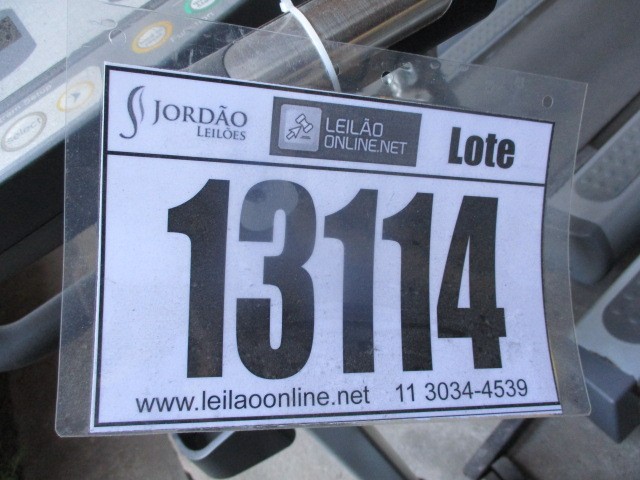 JORDÃO
LEILÕES
LEILÃO
ONLINE.NET
Lote
13114
www.leilaoonline.net 11 3034-4539